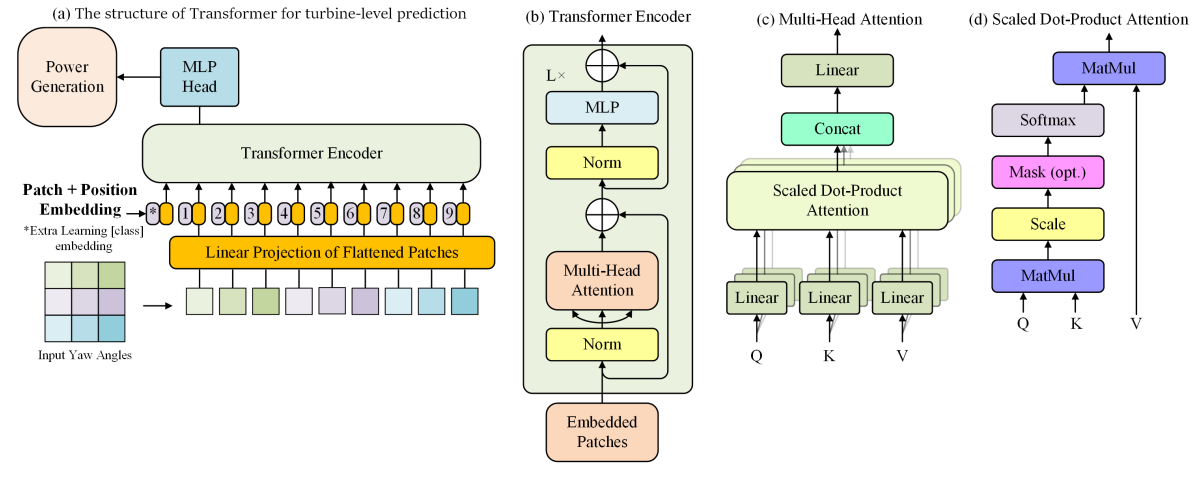 (a) The structure of Transformer for turbine-level prediction
Power
Generation
MLP
Head
Transformer Encoder
Patch + Position
Embedding
* 1 2 3 4 5 6 7 8 9
*Extra Learning [class]
embedding
Linear Projection of Flattened Patches
Input Yaw Angles
(b) Transformer Encoder
L×
MLP
Norm
Multi-Head
Attention
Norm
Embedded
Patches
(c) Multi-Head Attention
Linear
Concat
Scaled Dot-Product
Attention
Linear Linear Linear
Q K V
(d) Scaled Dot-Product Attention
MatMul
Softmax
Mask (opt.)
Scale
MatMul
Q K V